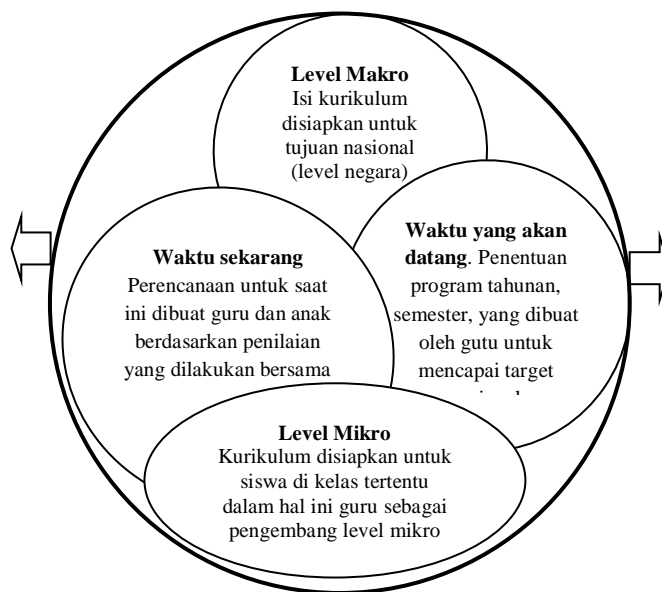 Level Makro
Isi kurikulum
disiapkan untuk
tujuan nasional
(level negara)
Waktu sekarang
Perencanaan untuk saat
ini dibuat guru dan anak
berdasarkan penilaian
yang dilakukan bersama
Waktu yang akan
datang. Penentuan
program tahunan,
semester, yang dibuat
oleh gutu untuk
mencapai target
Level Mikro
Kurikulum disiapkan untuk
siswa di kelas tertentu
dalam hal ini guru sebagai
pengembang level mikro